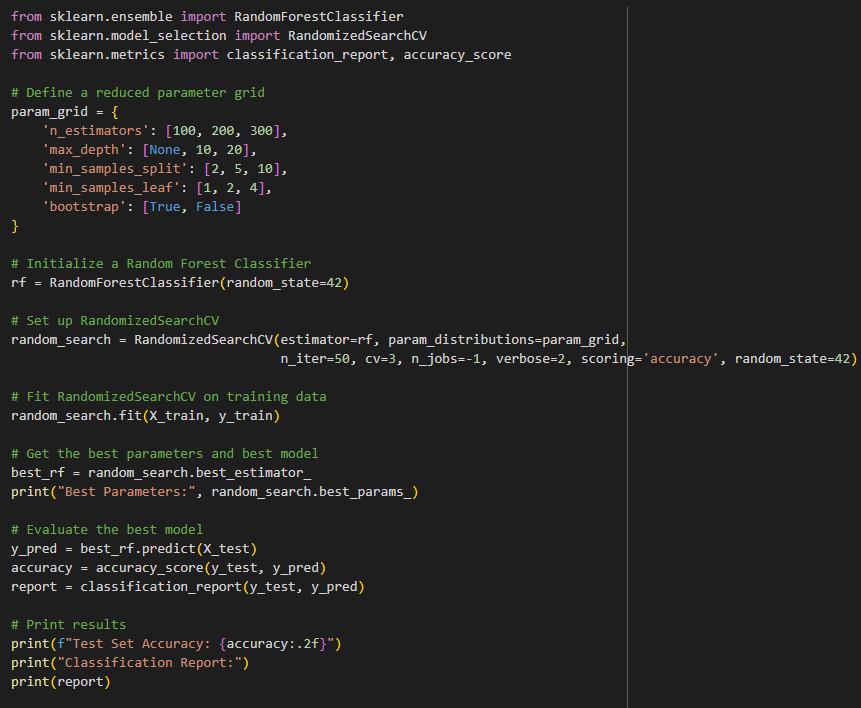 from sklearn.ensemble import RandomForestClassifier
from sklearn.model_selection import RandomizedSearchCV
from sklearn.metrics import classification_report, accuracy_score

# Define a reduced parameter grid
param_grid = {
    'n_estimators': [100, 200, 300],
    'max_depth': [None, 10, 20],
    'min_samples_split': [2, 5, 10],
    'min_samples_leaf': [1, 2, 4],
    'bootstrap': [True, False]
}

# Initialize a Random Forest Classifier
rf = RandomForestClassifier(random_state=42)

# Set up RandomizedSearchCV
random_search = RandomizedSearchCV(estimator=rf, param_distributions=param_grid,
                                   n_iter=50, cv=3, n_jobs=-1, verbose=2, scoring='accuracy', random_state=42)

# Fit RandomizedSearchCV on training data
random_search.fit(X_train, y_train)

# Get the best parameters and best model
best_rf = random_search.best_estimator_
print("Best Parameters:", random_search.best_params_)

# Evaluate the best model
y_pred = best_rf.predict(X_test)
accuracy = accuracy_score(y_test, y_pred)
report = classification_report(y_test, y_pred)

# Print results
print(f"Test Set Accuracy: {accuracy:.2f}")
print("Classification Report:")
print(report)